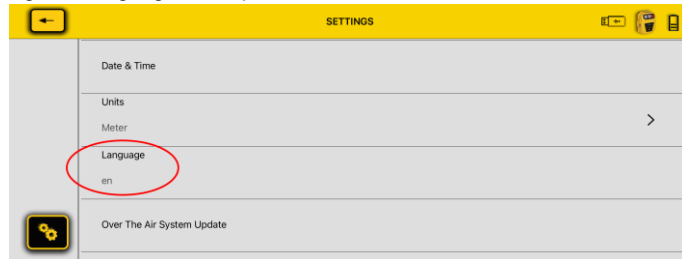 SETTINGS
Date & Time
Units
Meter
Language
en
Over The Air System Update